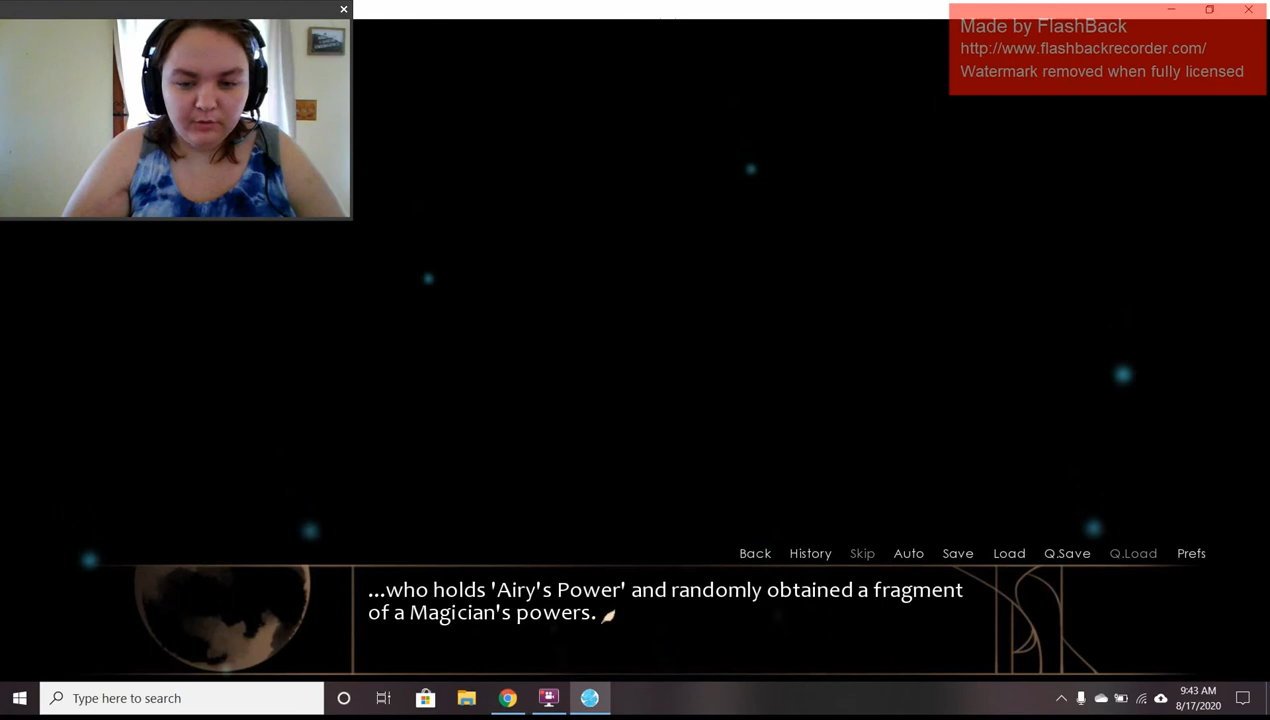 Made by FlashBack
http://www.flashbackrecorder.com/
Watermark removed when fully licensed
Back History Skip Auto Save Load Q.Save Q.Load Prefs
...who holds 'Airy's Power' and randomly obtained a fragment
of a Magician's powers.
Type here to search
9:43 AM
8/17/2020